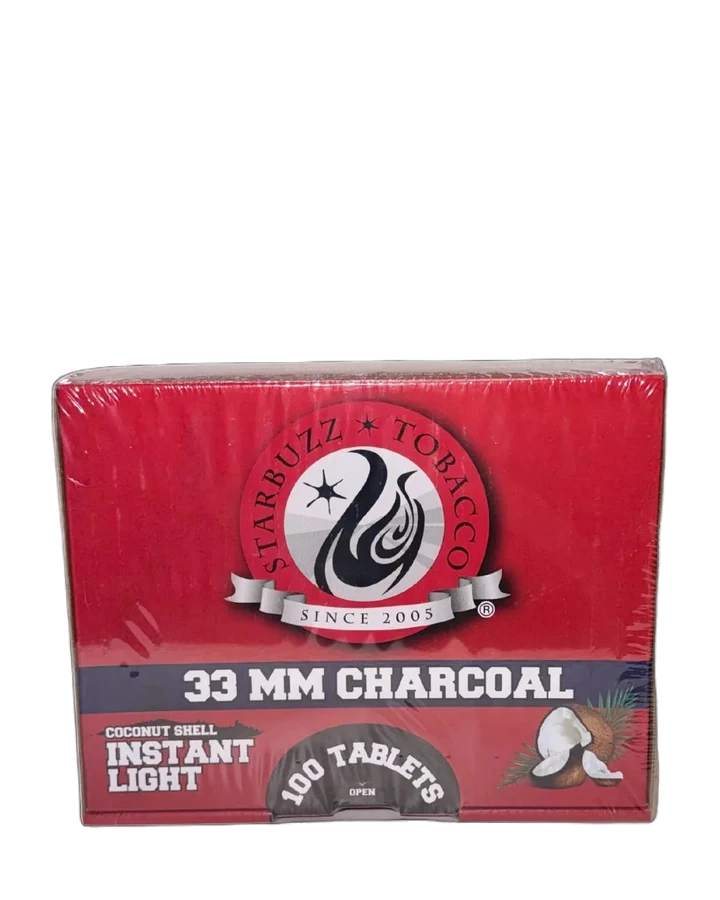 STARBUZZ ★ TOBACCO
SINCE 2005
®
33 MM CHARCOAL
COCONUT SHELL
INSTANT
LIGHT
100 TABLETS
OPEN